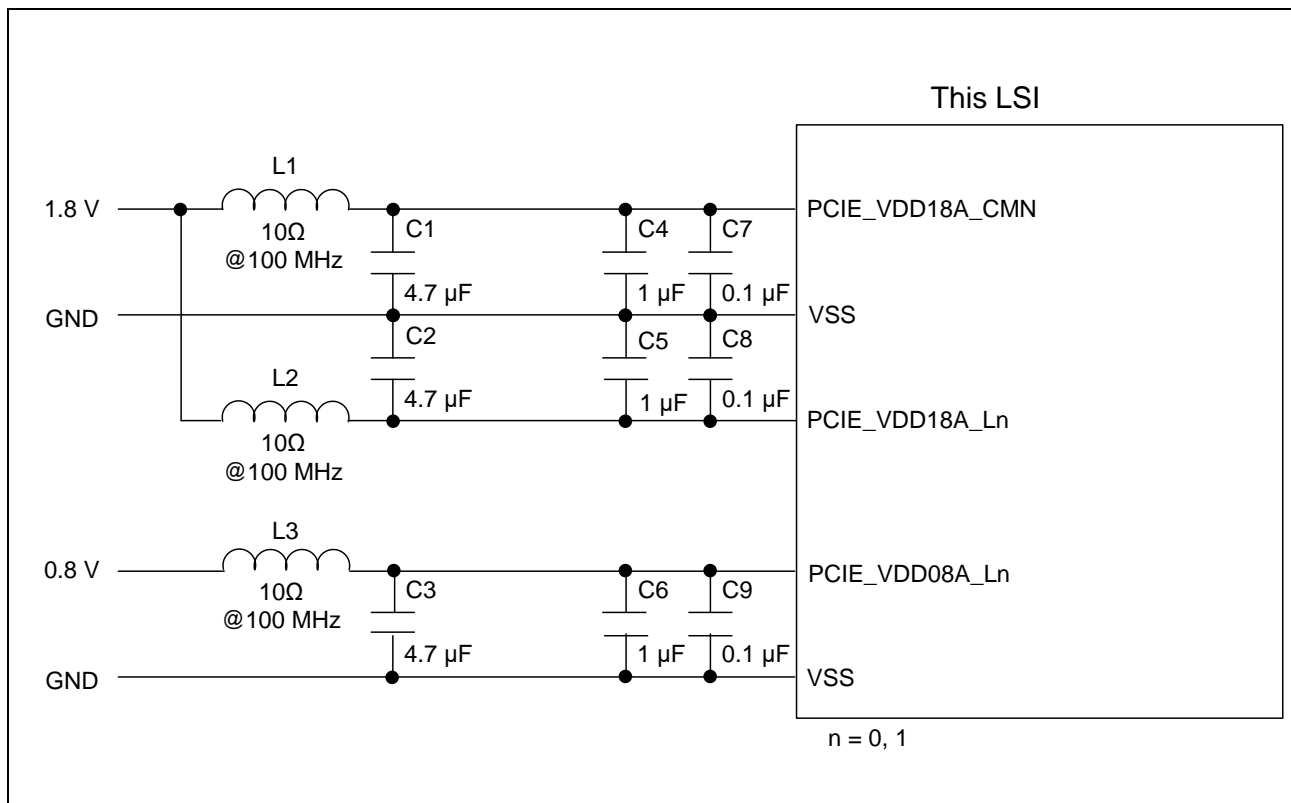 This LSI
L1
1.8 V
10Ω
@100 MHz
C1
4.7 µF
C4
1 µF
C7
0.1 µF
PCIE_VDD18A_CMN
GND
VSS
C2
4.7 µF
C5
1 µF
C8
0.1 µF
L2
10Ω
@100 MHz
PCIE_VDD18A_Ln
L3
0.8 V
10Ω
@100 MHz
C3
4.7 µF
C6
1 µF
C9
0.1 µF
PCIE_VDD08A_Ln
GND
VSS
n = 0, 1